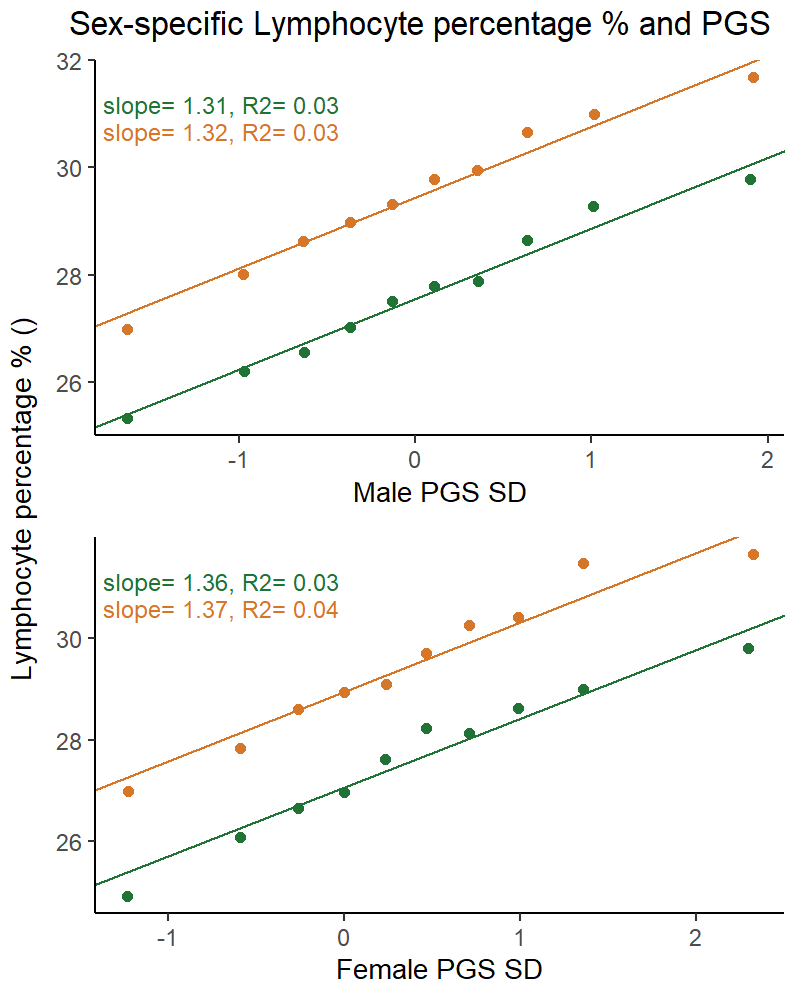 Sex-specific Lymphocyte percentage % and PGS
Lymphocyte percentage % ()
32
30
28
26
slope= 1.31, R2= 0.03
slope= 1.32, R2= 0.03
-1 0 1 2
Male PGS SD
30
28
26
slope= 1.36, R2= 0.03
slope= 1.37, R2= 0.04
-1 0 1 2
Female PGS SD